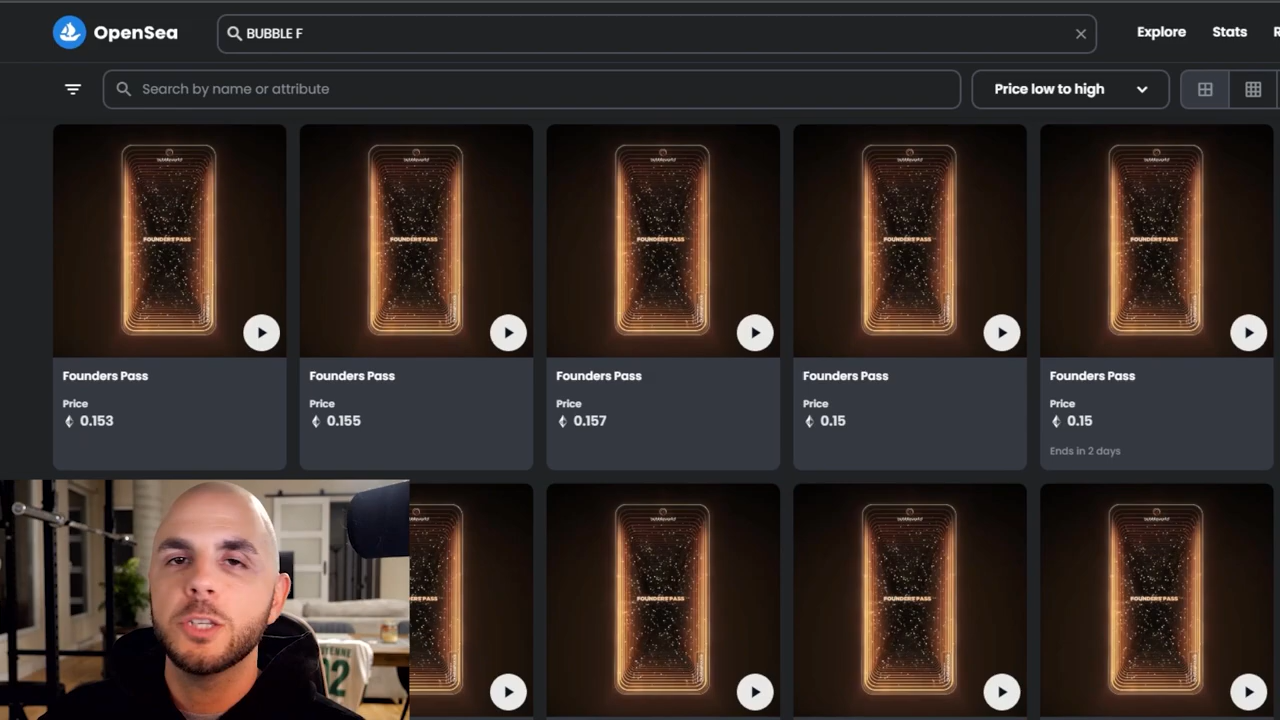 OpenSea
BUBBLE F
Explore
Stats
R
Search by name or attribute
Price low to high
FOUNDERS PASS
FOUNDERS PASS
FOUNDERS PASS
FOUNDERS PASS
FOUNDERS PASS
Founders Pass
Founders Pass
Founders Pass
Founders Pass
Founders Pass
Price
Price
Price
Price
Price
0.153
0.155
0.157
0.15
0.15
Ends in 2 days
FOUNDERS PASS
FOUNDERS PASS
FOUNDERS PASS